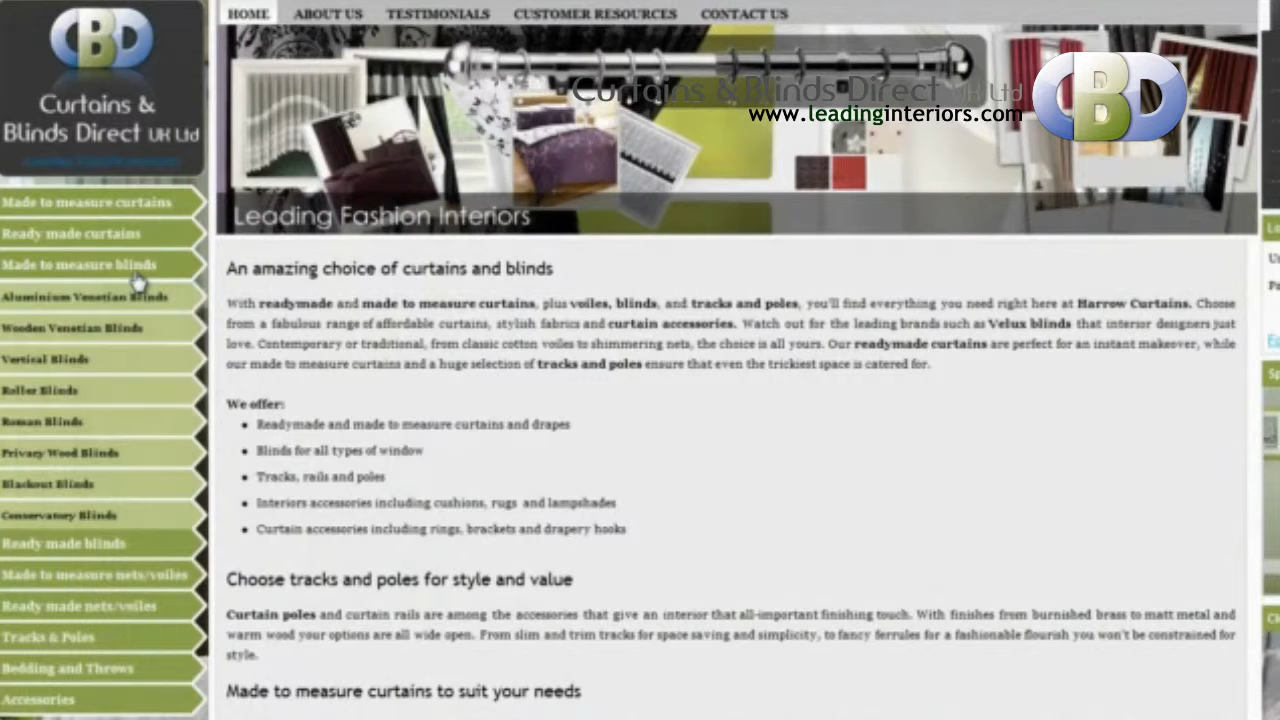 HOME ABOUT US TESTIMONIALS CUSTOMER RESOURCES CONTACT US
CBD
Curtains &
Blinds Direct UK Ltd
Curtains & Blinds Direct UK Ltd
www.leadinginteriors.com
CBD
Leading Fashion Interiors
Made to measure curtains
Ready made curtains
Made to measure blinds
Aluminium Venetian Blinds
Wooden Venetian Blinds
Vertical Blinds
Roller Blinds
Roman Blinds
Privacy Wood Blinds
Blackout Blinds
Conservatory Blinds
Ready made blinds
Made to measure nets/voiles
Ready made nets/voiles
Tracks & Poles
Bedding and Throws
Accessories
An amazing choice of curtains and blinds
With readymade and made to measure curtains, plus voiles, blinds, and tracks and poles, you'll find everything you need right here at Harrow Curtains. Choose
from a fabulous range of affordable curtains, stylish fabrics and curtain accessories. Watch out for the leading brands such as Velux blinds that interior designers just
love. Contemporary or traditional, from classic cotton voiles to shimmering nets, the choice is all yours. Our readymade curtains are perfect for an instant makeover, while
our made to measure curtains and a huge selection of tracks and poles ensure that even the trickiest space is catered for.
We offer:
Readymade and made to measure curtains and drapes
Blinds for all types of window
Tracks, rails and poles
Interiors accessories including cushions, rugs and lampshades
Curtain accessories including rings, brackets and drapery hooks
Choose tracks and poles for style and value
Curtain poles and curtain rails are among the accessories that give an interior that all-important finishing touch. With finishes from burnished brass to matt metal and
warm wood your options are all wide open. From slim and trim tracks for space saving and simplicity, to fancy ferrules for a fashionable flourish you won't be constrained for
style.
Made to measure curtains to suit your needs